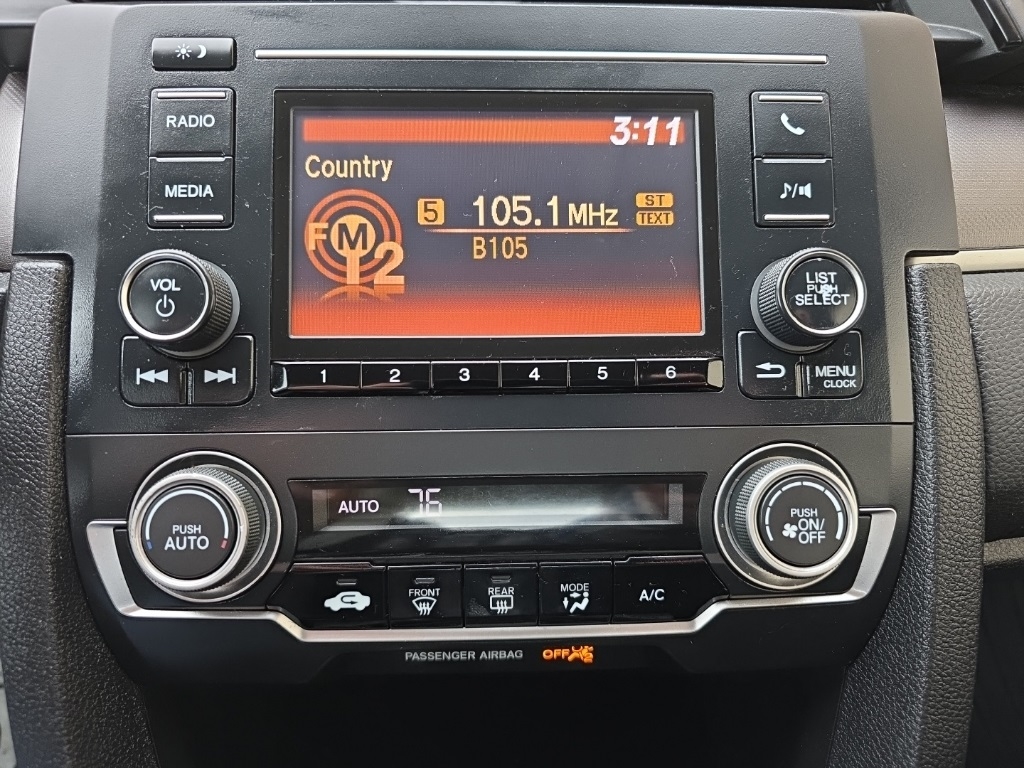 RADIO
MEDIA
VOL
3:11
Country
FM
12
5 105.1 MHz
ST
TEXT
B105
LIST
PUSH
SELECT
MENU
CLOCK
1 2 3 4 5 6
PUSH
AUTO
AUTO 76
PUSH
ON/
OFF
FRONT
REAR
MODE
A/C
PASSENGER AIRBAG OFF